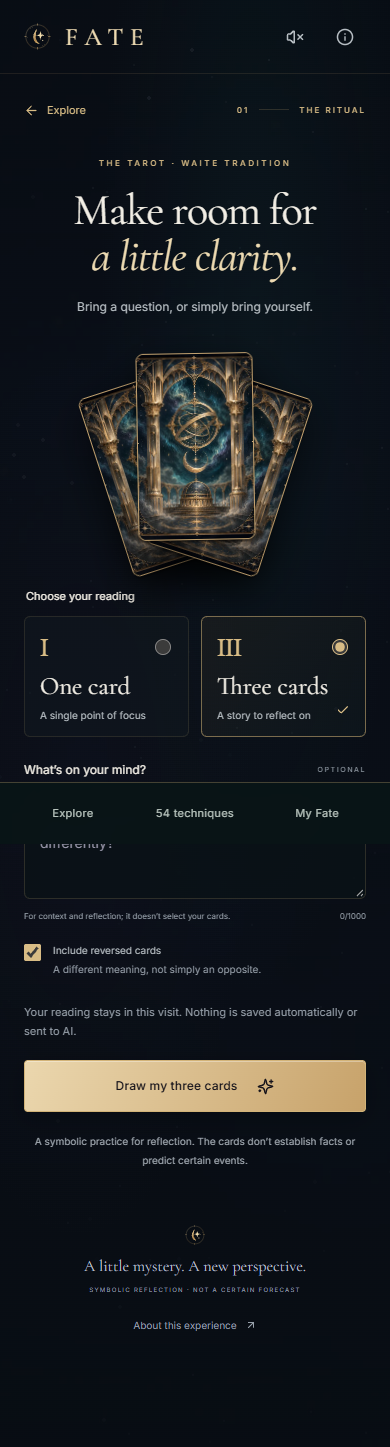 FATE
Explore
01 THE RITUAL
THE TAROT · WAITE TRADITION
Make room for
a little clarity.
Bring a question, or simply bring yourself.
Choose your reading
I
One card
A single point of focus
III
Three cards
A story to reflect on
What's on your mind?
OPTIONAL
Explore
54 techniques
My Fate
differently?
For context and reflection; it doesn't select your cards.
0/1000
Include reversed cards
A different meaning, not simply an opposite.
Your reading stays in this visit. Nothing is saved automatically or
sent to AI.
Draw my three cards
A symbolic practice for reflection. The cards don't establish facts or
predict certain events.
A little mystery. A new perspective.
SYMBOLIC REFLECTION · NOT A CERTAIN FORECAST
About this experience